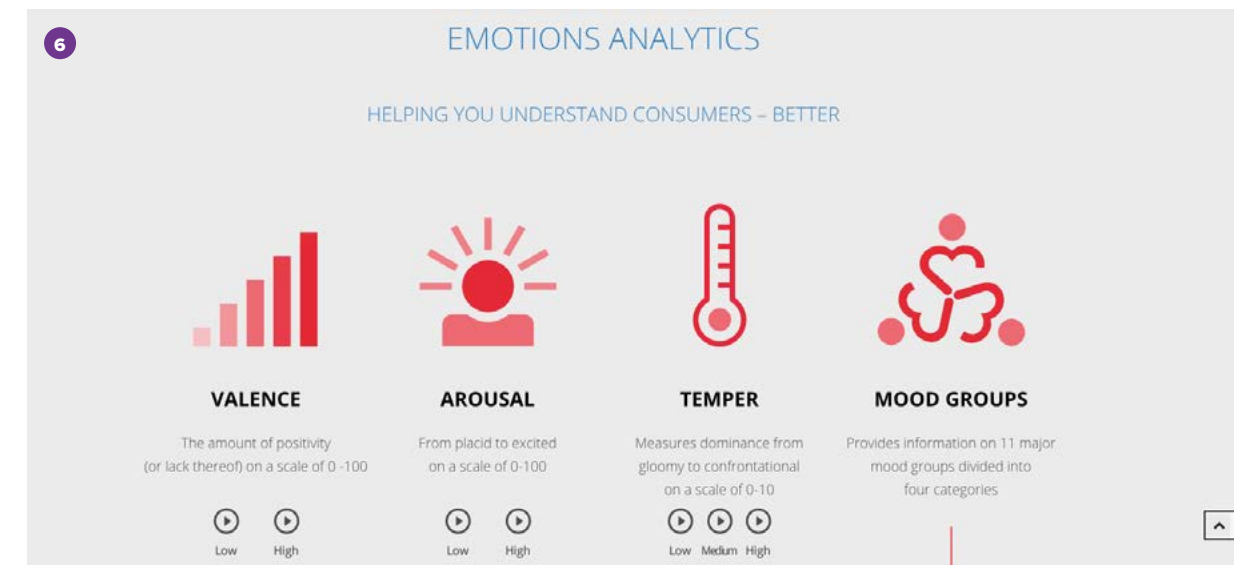 6
EMOTIONS ANALYTICS
HELPING YOU UNDERSTAND CONSUMERS – BETTER
VALENCE
The amount of positivity
(or lack thereof) on a scale of 0 -100
Low High
AROUSAL
From placid to excited
on a scale of 0-100
Low High
TEMPER
Measures dominance from
gloomy to confrontational
on a scale of 0-10
Low Medium High
MOOD GROUPS
Provides information on 11 major
mood groups divided into
four categories